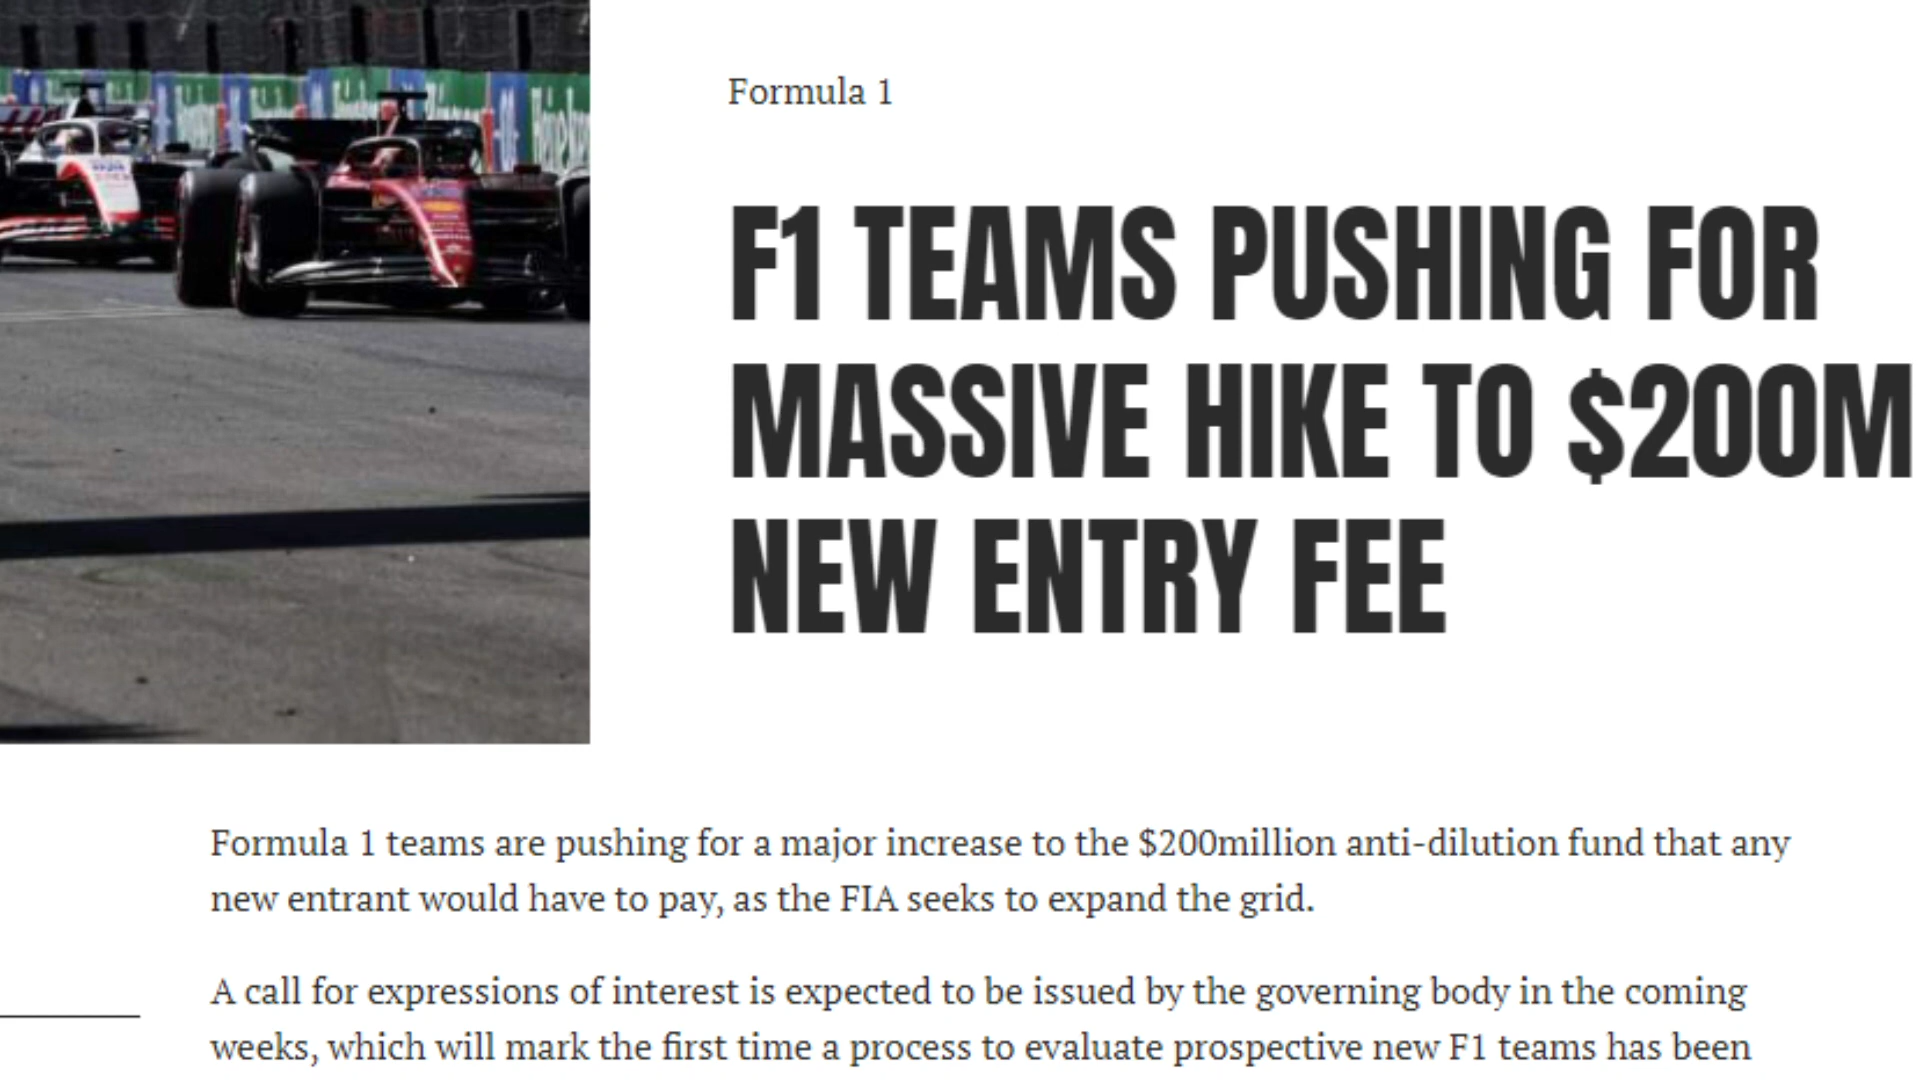 Formula 1
F1 TEAMS PUSHING FOR
MASSIVE HIKE TO $200M
NEW ENTRY FEE
Formula 1 teams are pushing for a major increase to the $200million anti-dilution fund that any
new entrant would have to pay, as the FIA seeks to expand the grid.
A call for expressions of interest is expected to be issued by the governing body in the coming
weeks, which will mark the first time a process to evaluate prospective new F1 teams has been